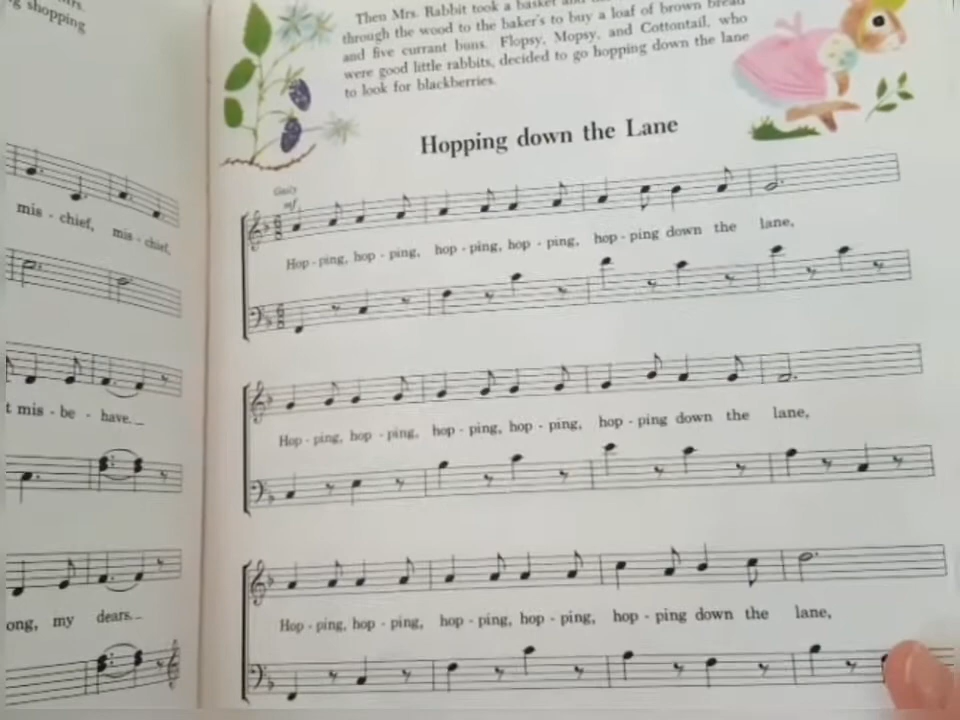 shopping
mis - chief, mis - chief,
t mis - be - have._
ong, my dears._
Then Mrs. Rabbit took a basket and
through the wood to the baker's to buy a loaf of brown bread
and five currant buns. Flopsy, Mopsy, and Cottontail, who
were good little rabbits, decided to go hopping down the lane
to look for blackberries.
Hopping down the Lane
Gaily
mf
Hop - ping, hop - ping, hop - ping, hop - ping, hop - ping down the lane,
Hop - ping, hop - ping, hop - ping, hop - ping, hop - ping down the lane,
Hop - ping, hop - ping, hop - ping, hop - ping, hop - ping down the lane,